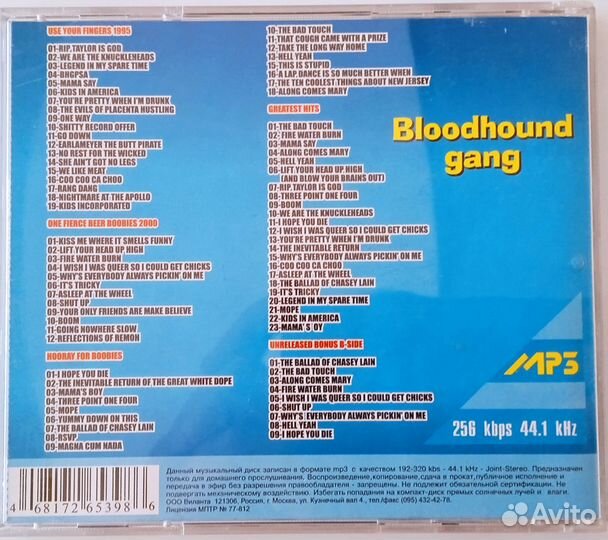 USE YOUR FINGERS 1995
01-RIP,TAYLOR IS GOD
02-WE ARE THE KNUCKLEHEADS
03-LEGEND IN MY SPARE TIME
04-BHGPSA
05-MAMA SAY
06-KIDS IN AMERICA
07-YOU'RE PRETTY WHEN I'M DRUNK
08-THE EVILS OF PLACENTA HUSTLING
09-ONE WAY
10-SHITTY RECORD OFFER
11-GO DOWN
12-EARLAMEYER THE BUTT PIRATE
13-NO REST FOR THE WICKED
14-SHE AIN'T GOT NO LEGS
15-WE LIKE MEAT
16-COO COO CA CHOO
17-RANG DANG
18-NIGHTMARE AT THE APOLLO
19-KIDS INCORPORATED
ONE FIERCE BEER BOOBIES 2000
01-KISS ME WHERE IT SMELLS FUNNY
02-LIFT YOUR HEAD UP HIGH
03-FIRE WATER BURN
04-I WISH I WAS QUEER SO I COULD GET CHICKS
05-WHY'S EVERYBODY ALWAYS PICKIN' ON ME
06-IT'S TRICKY
07-ASLEEP AT THE WHEEL
08-SHUT UP
09-YOUR ONLY FRIENDS ARE MAKE BELIEVE
10-BOOM
11-GOING NOWHERE SLOW
12-REFLECTIONS OF REMOH
HOORAY FOR BOOBIES
01-I HOPE YOU DIE
02-THE INEVITABLE RETURN OF THE GREAT WHITE DOPE
03-MAMA'S BOY
04-THREE POINT ONE FOUR
05-MOPE
06-YUMMY DOWN ON THIS
07-THE BALLAD OF CHASEY LAIN
08-RSVP
09-MAGNA CUM NADA
10-THE BAD TOUCH
11-THAT COUGH CAME WITH A PRIZE
12-TAKE THE LONG WAY HOME
13-HELL YEAH
15-THIS IS STUPID
16-A LAP,DANCE IS SO MUCH BETTER WHEN
17-THE TEN COOLEST,THINGS ABOUT NEW JERSEY
18-ALONG COMES MARY
GREATEST HITS
01-THE BAD TOUCH
02-FIRE WATER BURN
03-MAMA SAY
04-ALONG COMES MARY
05-HELL YEAH
06-LIFT YOUR HEAD UP, HIGH
(AND BLOW YOUR BRAINS OUT)
07-RIP, TAYLOR IS GOD
08-THREE POINT ONE FOUR
09-BOOM
10-WE ARE THE KNUCKLEHEADS
11-I HOPE YOU DIE
12-I WISH I WAS QUEER SO I COULD GET CHICKS
13-YOU'RE PRETTY WHEN I'M DRUNK
14-THE INEVITABLE RETURN
15-WHY'S EVERYBODY ALWAYS PICKIN' ON ME
16-COO COO CA CHOO
17-ASLEEP AT THE WHEEL
18-THE BALLAD OF CHASEY LAIN
19-IT'S TRICKY
20-LEGEND IN MY SPARE TIME
21-MOPE
22-KIDS IN AMERICA
23-MAMA'S OY
UNRELEASED BONUS B-SIDE
01-THE BALLAD OF CHASEY LAIN
02-THE BAD TOUCH
03-ALONG COMES MARY
04-FIRE WATER BURN
05-I WISH I WAS QUEER SO I COULD GET CHICKS
06-SHUT UP
07-WHY'S EVERYBODY ALWAYS PICKIN' ON ME
08-HELL YEAH
09-I HOPE YOU DIE
Bloodhound
gang
MP3
256 kbps 44.1 kHz
4 680172 653986
Данный музыкальный диск записан в формате mp3 с качеством 192-320 kbs - 44.1 kHz - Joint-Stereo. Предназначен
только для домашнего прослушивания. Воспроизведение,копирование,сдача в прокат,публичное исполнение и
передача в эфир без разрешения правообладателя - запрещены. Не подлежит обязательной сертификации. Не
подвергать механическому воздействию. Избегать попадания на компакт-диск прямых солнечных лучей и влаги.
ООО Виланта 121306, Россия, г. Москва, ул. Кузнечный вал 4., тел./факс (095) 432-42-78.
Лицензия МПТР № 77-812
Avito